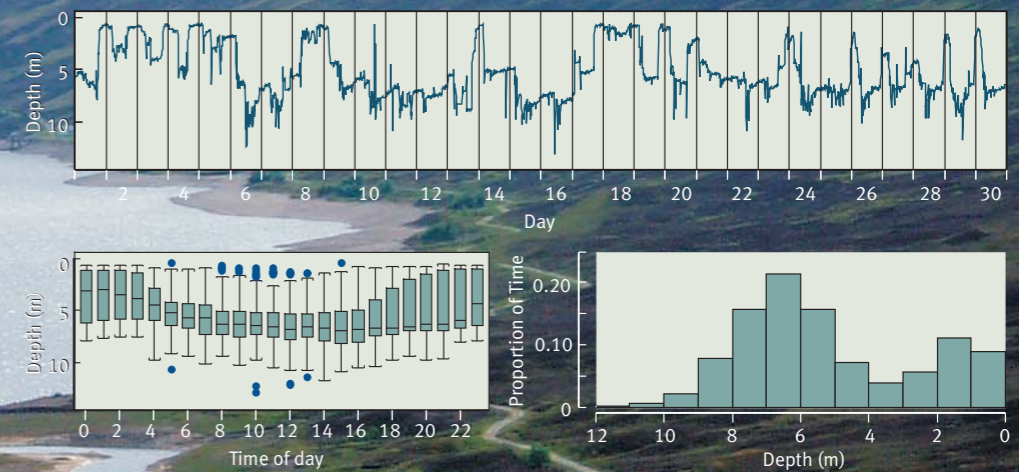 Depth (m)
0
5
10
2 4 6 8 10 12 14 16 18 20 22 24 26 28 30
Day
Depth (m)
0
5
10
0 2 4 6 8 10 12 14 16 18 20 22
Time of day
Proportion of Time
0.20
0.10
0
12 10 8 6 4 2 0
Depth (m)